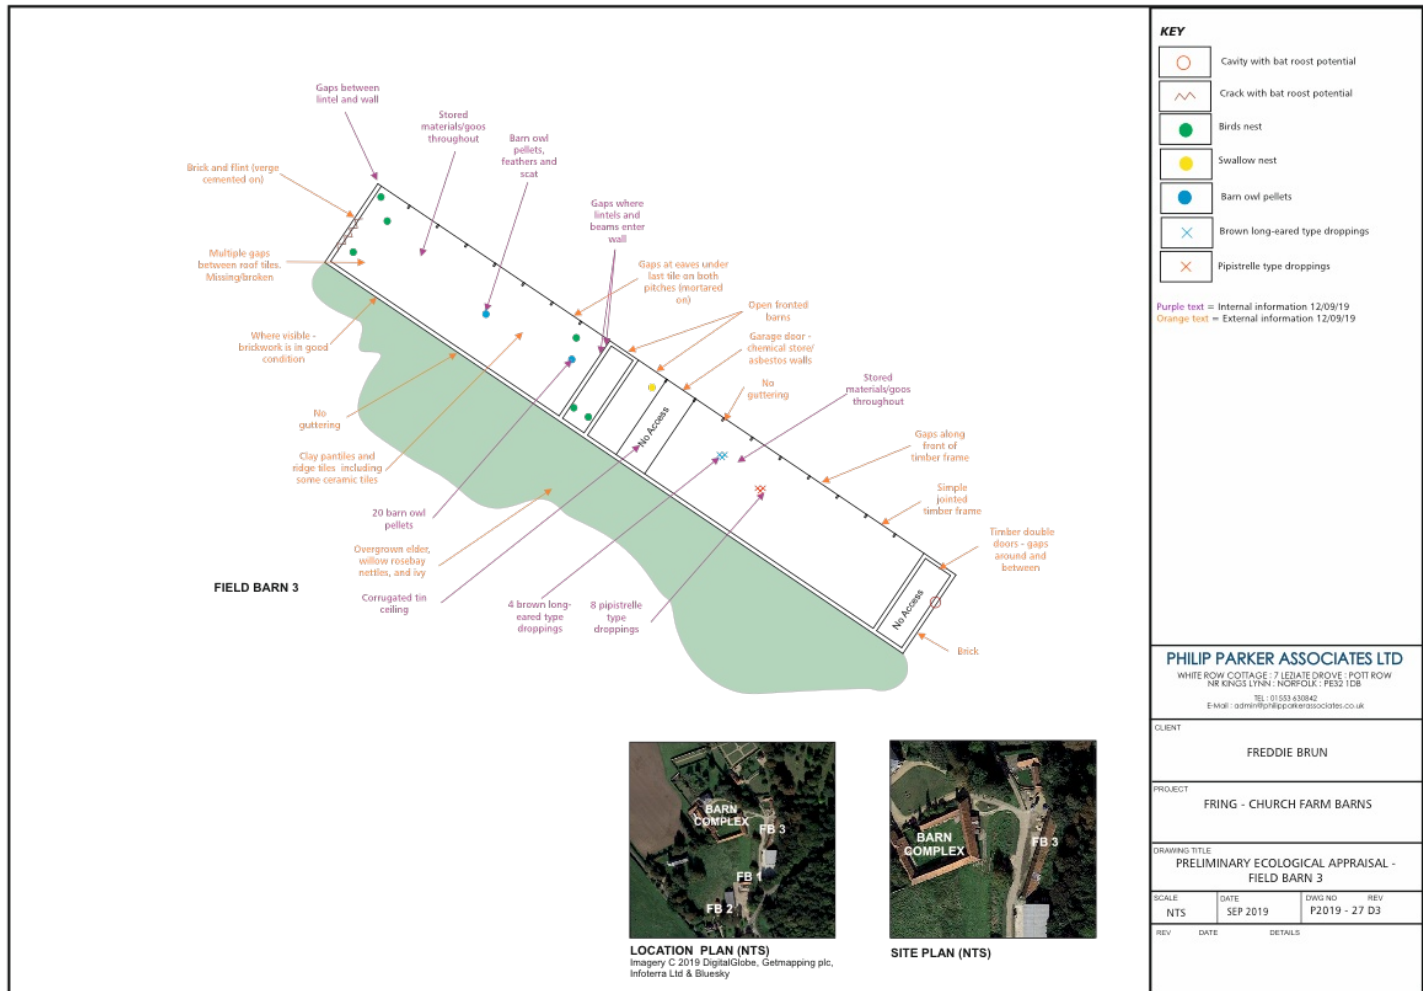 Gaps between
lintel and wall
Stored
materials/goos
throughout
Barn owl
pellets,
feathers and
scat
Brick and flint (verge
cemented on)
Gaps where
lintels and
beams enter
wall
Multiple gaps
between roof tiles.
Missing/broken
Gaps at eaves under
last tile on both
pitches (mortared
on)
Open fronted
barns
Where visible -
brickwork is in good
condition
Garage door -
chemical store/
asbestos walls
No
guttering
Stored
materials/goos
throughout
No
guttering
No Access
Gaps along
front of
timber frame
Clay pantiles and
ridge tiles including
some ceramic tiles
Simple
jointed
timber frame
20 barn owl
pellets
Timber double
doors - gaps
around and
between
Overgrown elder,
willow rosebay
nettles, and ivy
FIELD BARN 3
Corrugated tin
ceiling
4 brown long-
eared type
droppings
8 pipistrelle
type
droppings
No Access
Brick
BARN
COMPLEX
FB 3
FB 1
FB 2
LOCATION PLAN (NTS)
Imagery C 2019 DigitalGlobe, Getmapping plc,
Infoterra Ltd & Bluesky
BARN
COMPLEX
FB 3
SITE PLAN (NTS)
KEY
Cavity with bat roost potential
Crack with bat roost potential
Birds nest
Swallow nest
Barn owl pellets
Brown long-eared type droppings
Pipistrelle type droppings
Purple text = Internal information 12/09/19
Orange text = External information 12/09/19
PHILIP PARKER ASSOCIATES LTD
WHITE ROW COTTAGE : 7 LEZIATE DROVE : POTT ROW
NR KINGS LYNN : NORFOLK : PE32 1DB
TEL : 01553 630842
E-Mail : admin@philipparkerassociates.co.uk
CLIENT
FREDDIE BRUN
PROJECT
FRING - CHURCH FARM BARNS
DRAWING TITLE
PRELIMINARY ECOLOGICAL APPRAISAL -
FIELD BARN 3
SCALE DATE DWG NO REV
NTS SEP 2019 P2019 - 27 D3
REV DATE DETAILS